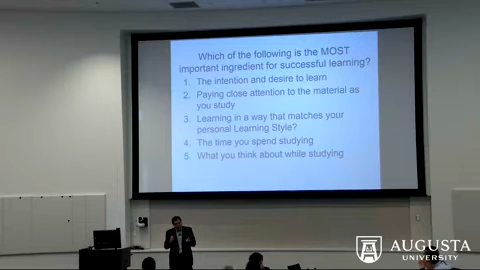 Which of the following is the MOST
important ingredient for successful learning?
1. The intention and desire to learn
2. Paying close attention to the material as
you study
3. Learning in a way that matches your
personal Learning Style?
4. The time you spend studying
5. What you think about while studying
AUGUSTA
UNIVERSITY